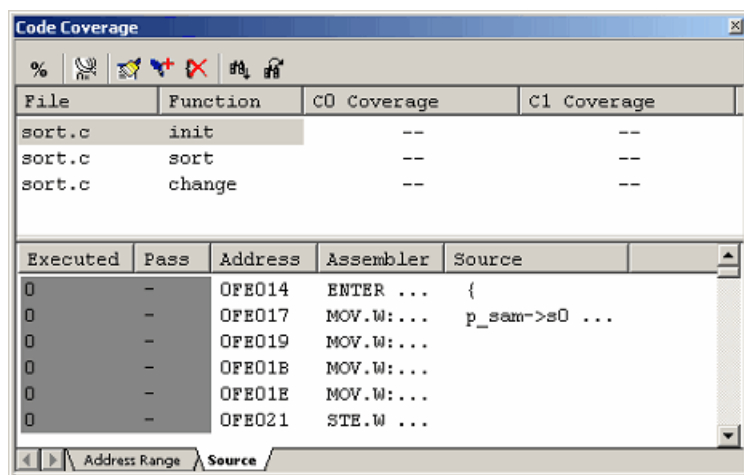 Code Coverage
%
File Function C0 Coverage C1 Coverage
sort.c init -- --
sort.c sort -- --
sort.c change -- --
Executed Pass Address Assembler Source
0 - 0FE014 ENTER ... {
0 - 0FE017 MOV.W:... p_sam->s0 ...
0 - 0FE019 MOV.W:...
0 - 0FE01B MOV.W:...
0 - 0FE01E MOV.W:...
0 - 0FE021 STE.W ...
Address Range Source